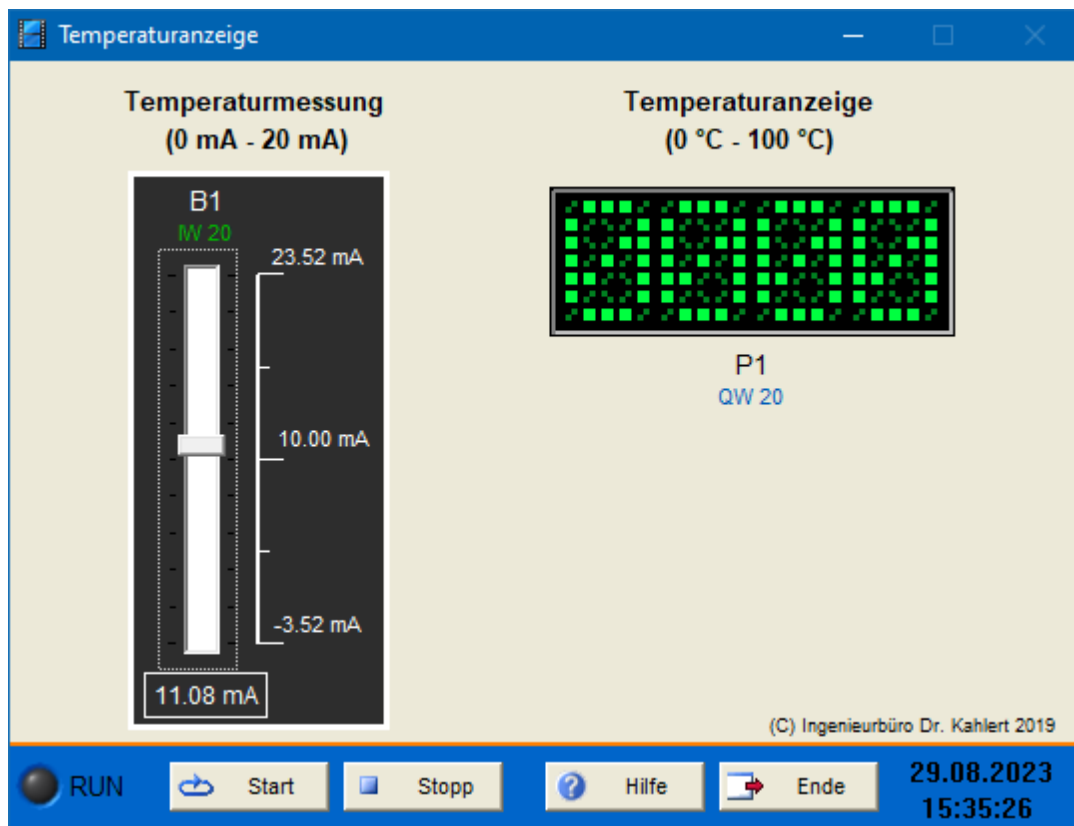 Temperaturanzeige
Temperaturmessung
(0 mA - 20 mA)
Temperaturanzeige
(0 °C - 100 °C)
B1
IW 20
23.52 mA
10.00 mA
-3.52 mA
11.08 mA
0000
P1
QW 20
(C) Ingenieurbüro Dr. Kahlert 2019
RUN
Start
Stopp
Hilfe
Ende
29.08.2023
15:35:26